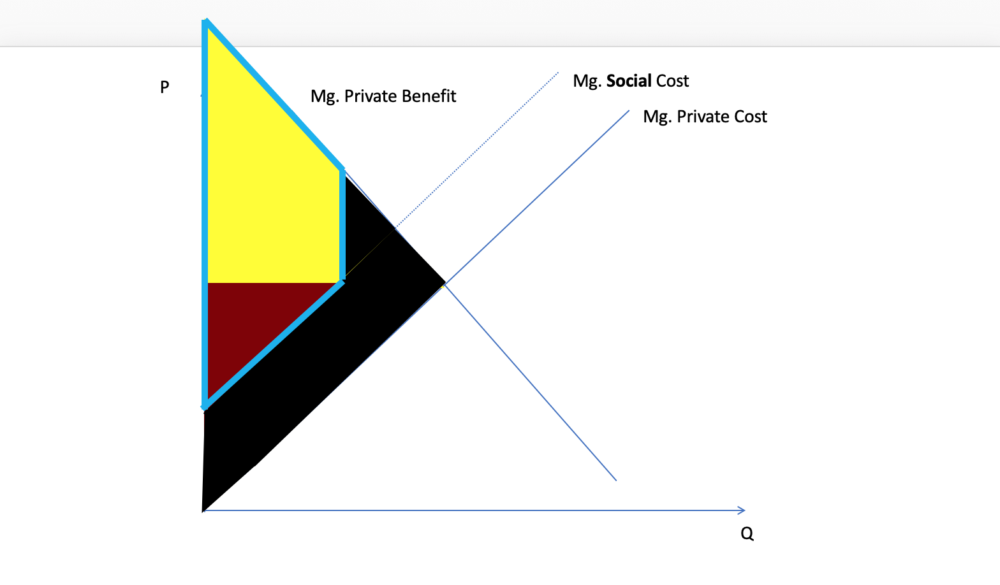 Mg. Social Cost
P
Mg. Private Benefit
Mg. Private Cost
Q